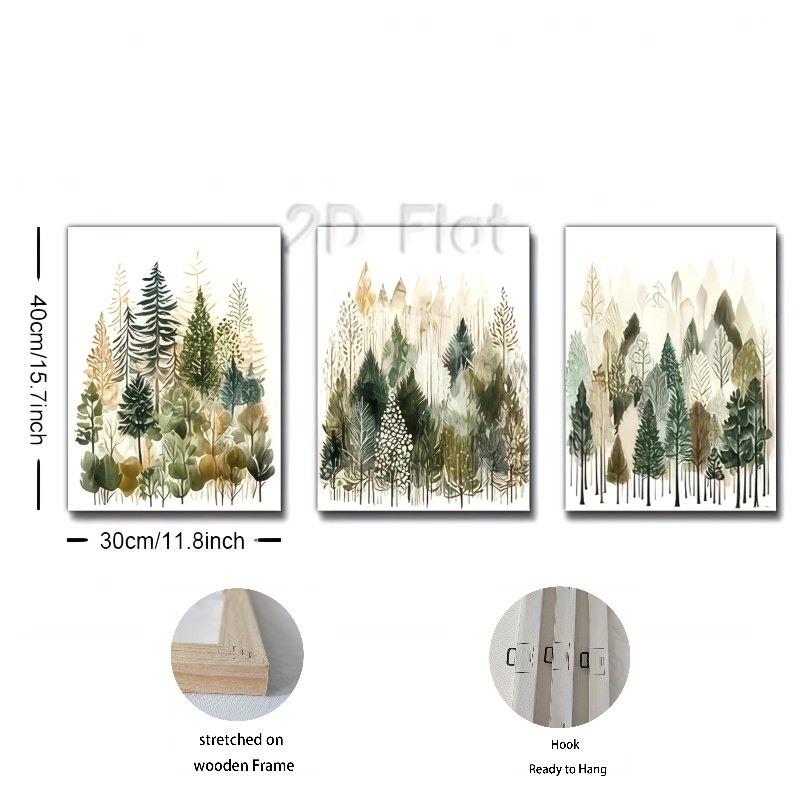 2D Flat
40cm/15.7inch
30cm/11.8inch
stretched on
wooden Frame
Hook
Ready to Hang